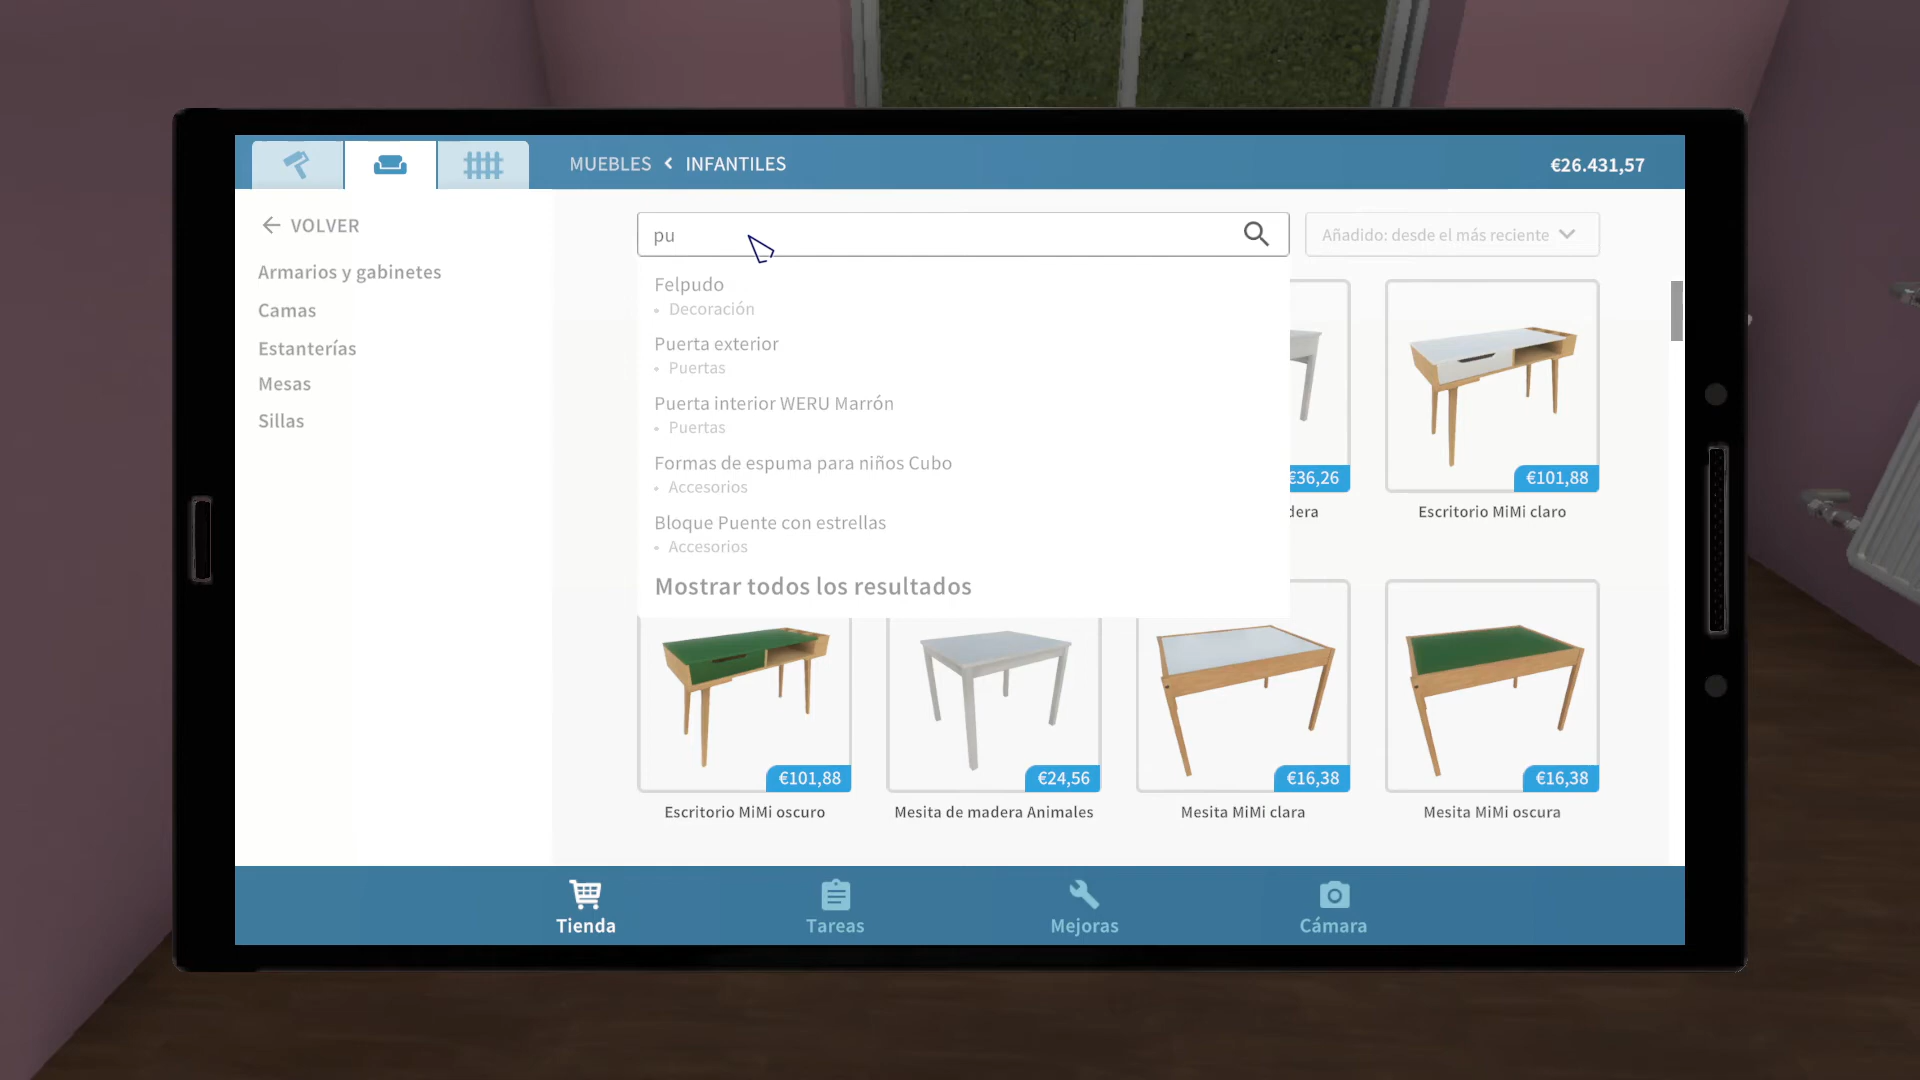 MUEBLES < INFANTILES
€26.431,57
VOLVER
Armarios y gabinetes
Camas
Estanterías
Mesas
Sillas
pu
Añadido: desde el más reciente
Felpudo
• Decoración
Puerta exterior
• Puertas
Puerta interior WERU Marrón
• Puertas
Formas de espuma para niños Cubo
• Accesorios
Bloque Puente con estrellas
• Accesorios
Mostrar todos los resultados
€36,26
€101,88
dera
Escritorio MiMi claro
€101,88
€24,56
€16,38
€16,38
Escritorio MiMi oscuro
Mesita de madera Animales
Mesita MiMi clara
Mesita MiMi oscura
Tienda
Tareas
Mejoras
Cámara